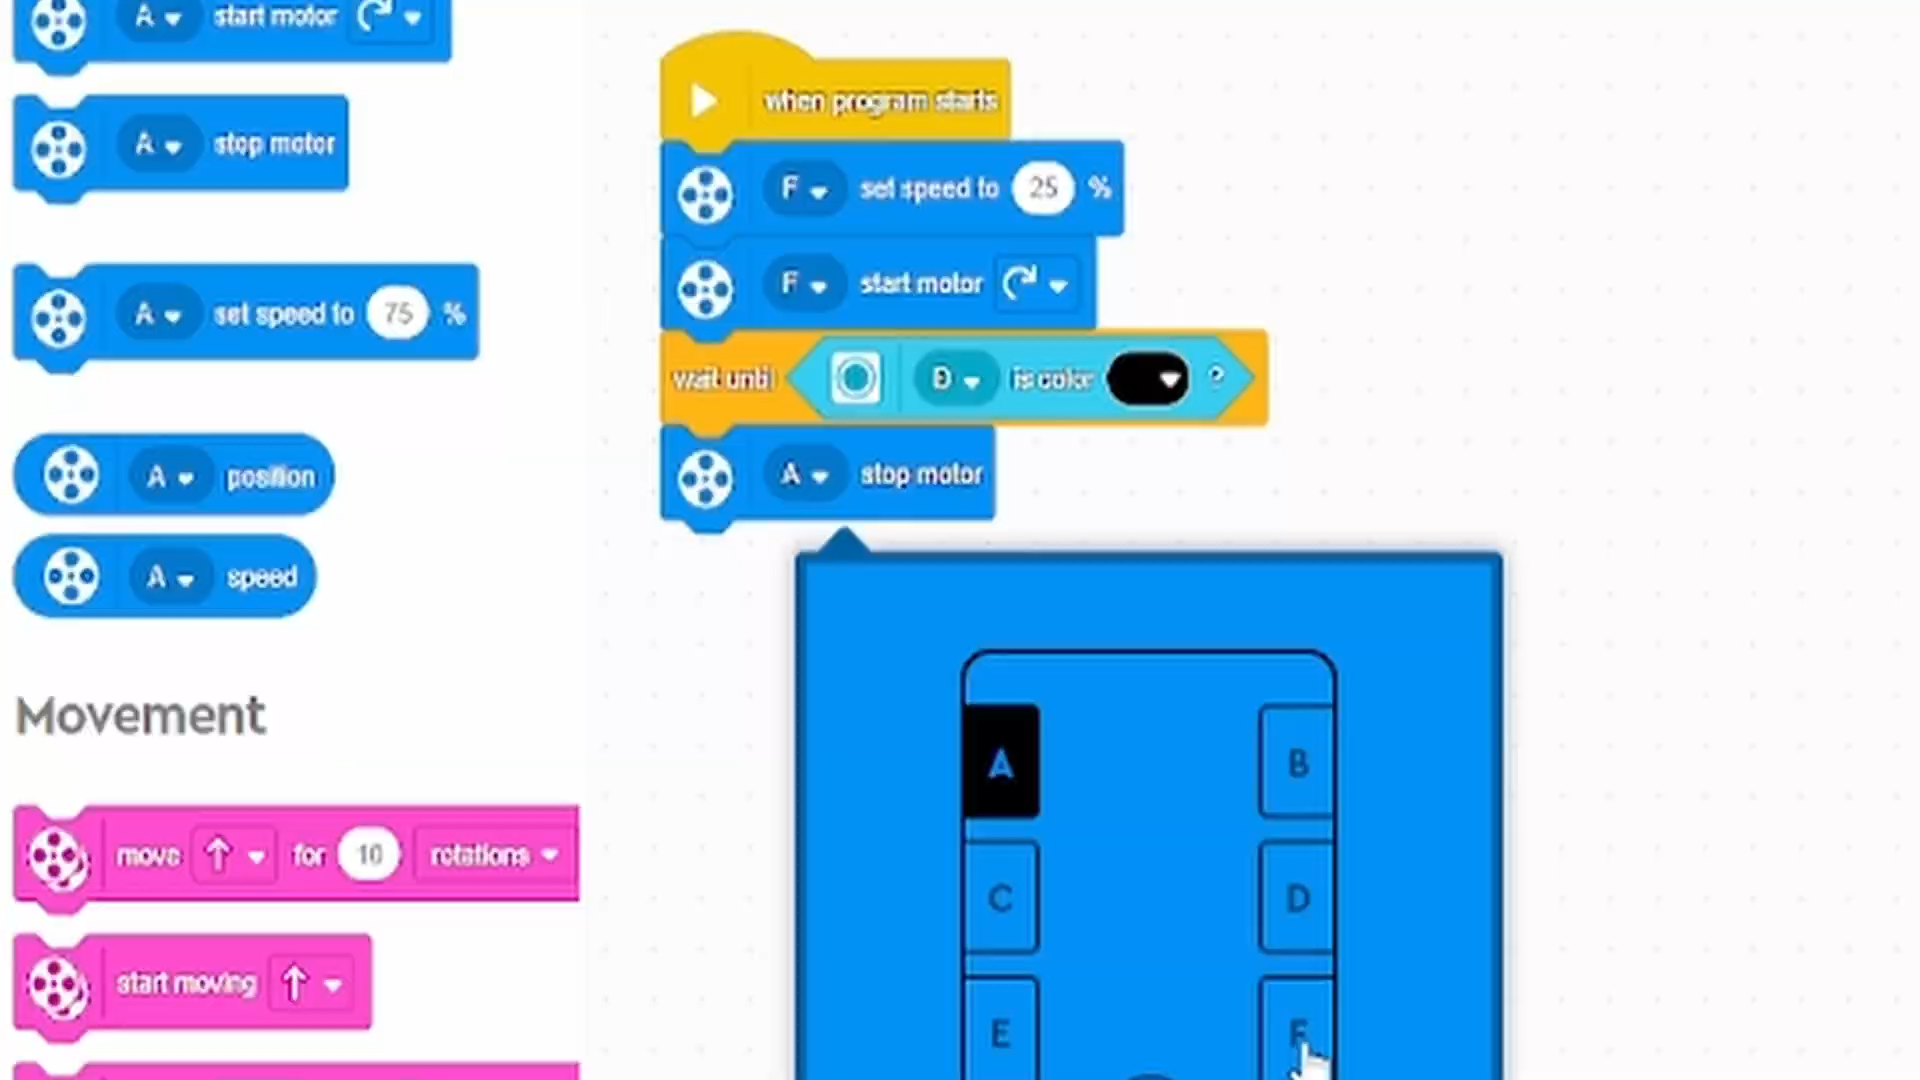 A start motor
A stop motor
A set speed to 75 %
A position
A speed
Movement
move for 10 rotations
start moving
when program starts
F set speed to 25 %
F start motor
wait until D is color ?
A stop motor
A B
C D
E F